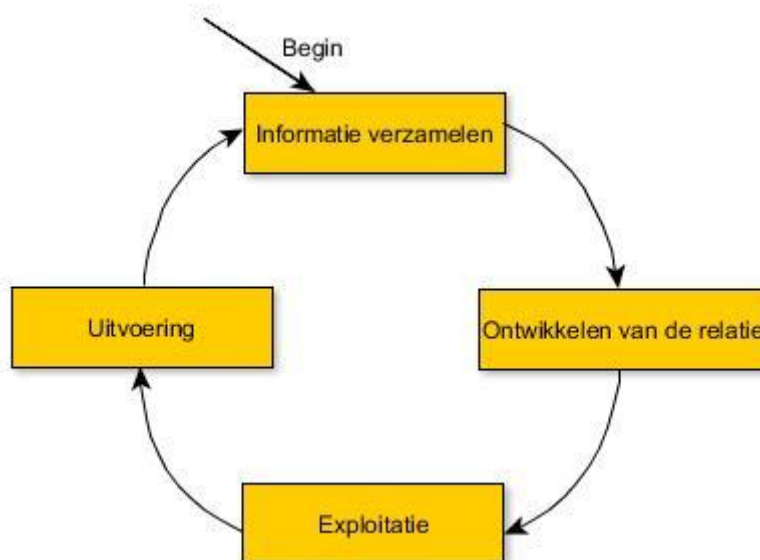 Begin
Informatie verzamelen
Uitvoering
Ontwikkelen van de relatie
Exploitatie